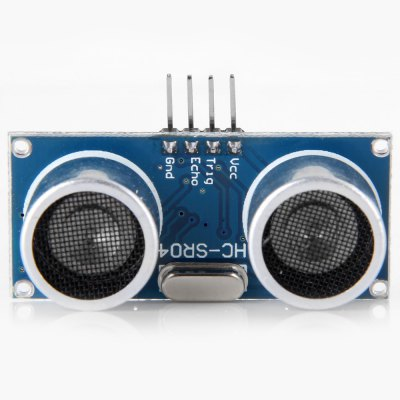 Gnd
Echo
Trig
Vcc
HC-SR04